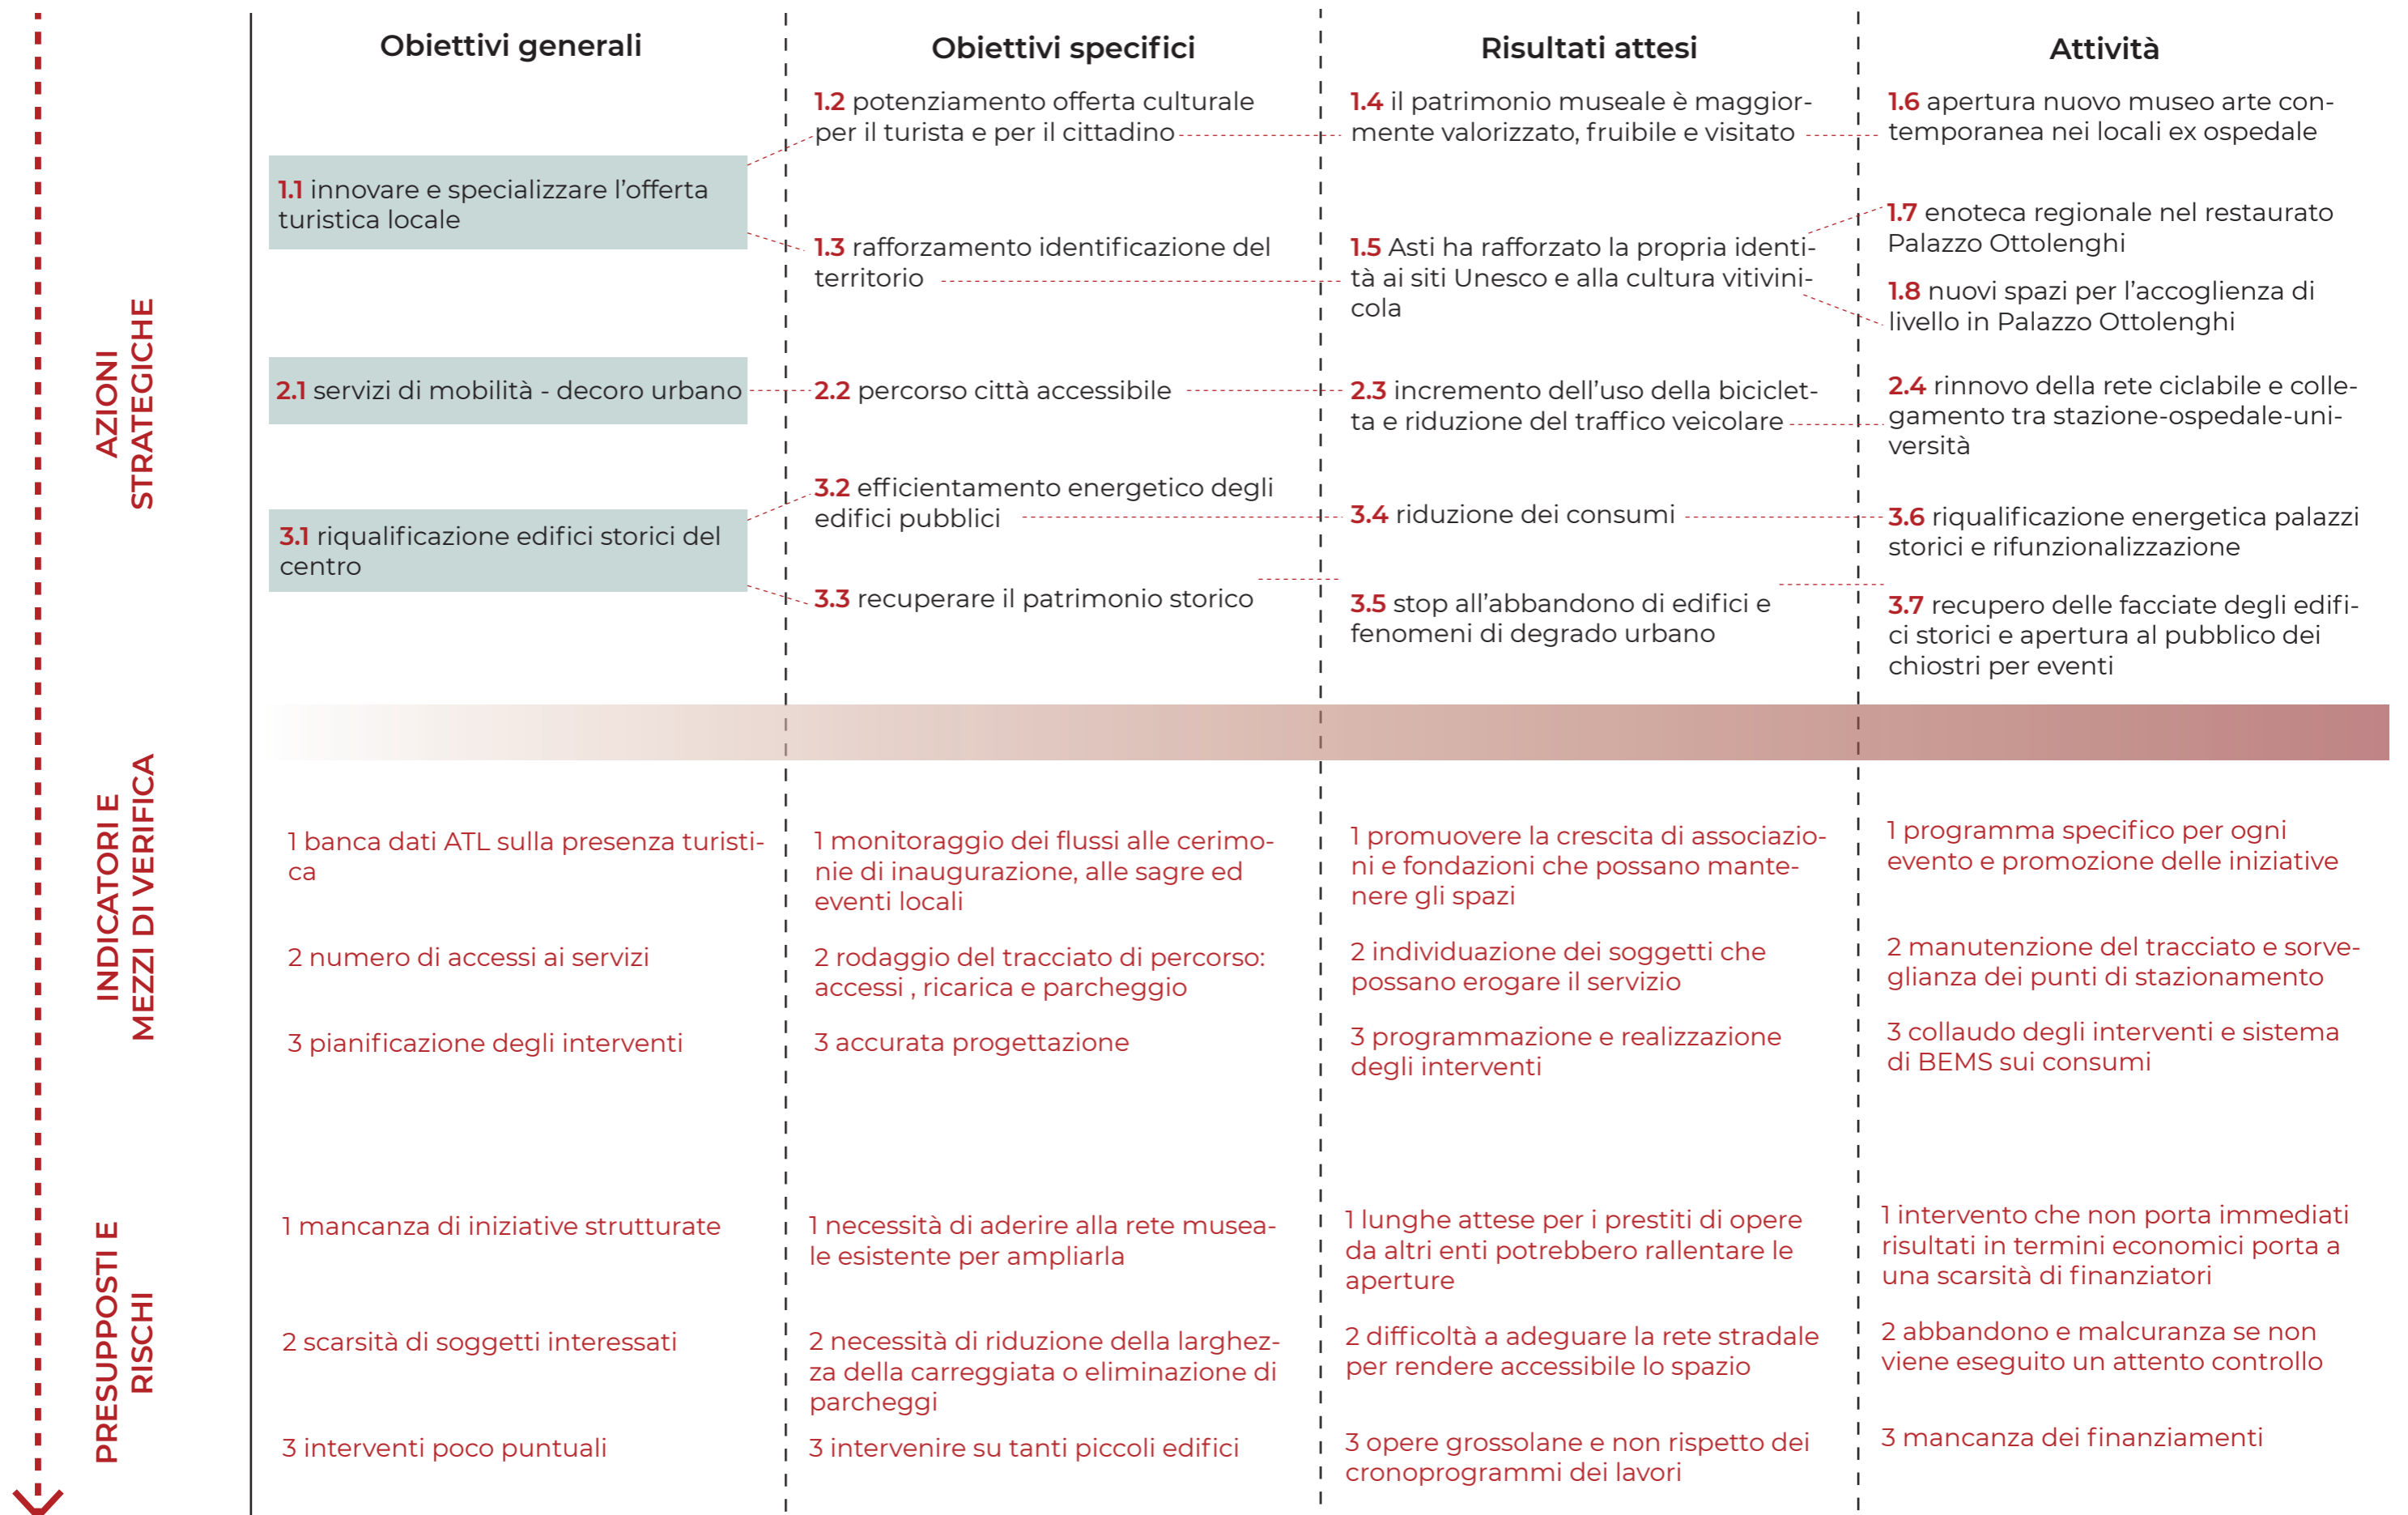 Obiettivi generali
Obiettivi specifici
Risultati attesi
Attività
AZIONI
STRATEGICHE
1.1 innovare e specializzare l'offerta
turistica locale
2.1 servizi di mobilità - decoro urbano
3.1 riqualificazione edifici storici del
centro
1.2 potenziamento offerta culturale
per il turista e per il cittadino
1.3 rafforzamento identificazione del
territorio
2.2 percorso città accessibile
3.2 efficientamento energetico degli
edifici pubblici
3.3 recuperare il patrimonio storico
1.4 il patrimonio museale è maggior-
mente valorizzato, fruibile e visitato
1.5 Asti ha rafforzato la propria identi-
tà ai siti Unesco e alla cultura vitivini-
cola
2.3 incremento dell'uso della biciclet-
ta e riduzione del traffico veicolare
3.4 riduzione dei consumi
3.5 stop all'abbandono di edifici e
fenomeni di degrado urbano
1.6 apertura nuovo museo arte con-
temporanea nei locali ex ospedale
1.7 enoteca regionale nel restaurato
Palazzo Ottolenghi
1.8 nuovi spazi per l'accoglienza di
livello in Palazzo Ottolenghi
2.4 rinnovo della rete ciclabile e colle-
gamento tra stazione-ospedale-uni-
versità
3.6 riqualificazione energetica palazzi
storici e rifunzionalizzazione
3.7 recupero delle facciate degli edifi-
ci storici e apertura al pubblico dei
chiostri per eventi
INDICATORI E
MEZZI DI VERIFICA
1 banca dati ATL sulla presenza turisti-
ca
2 numero di accessi ai servizi
3 pianificazione degli interventi
1 monitoraggio dei flussi alle cerimo-
nie di inaugurazione, alle sagre ed
eventi locali
2 rodaggio del tracciato di percorso:
accessi , ricarica e parcheggio
3 accurata progettazione
1 promuovere la crescita di associazio-
ni e fondazioni che possano mante-
nere gli spazi
2 individuazione dei soggetti che
possano erogare il servizio
3 programmazione e realizzazione
degli interventi
1 programma specifico per ogni
evento e promozione delle iniziative
2 manutenzione del tracciato e sorve-
glianza dei punti di stazionamento
3 collaudo degli interventi e sistema
di BEMS sui consumi
PRESUPPOSTI E
RISCHI
1 mancanza di iniziative strutturate
2 scarsità di soggetti interessati
3 interventi poco puntuali
1 necessità di aderire alla rete musea-
le esistente per ampliarla
2 necessità di riduzione della larghez-
za della carreggiata o eliminazione di
parcheggi
3 intervenire su tanti piccoli edifici
1 lunghe attese per i prestiti di opere
da altri enti potrebbero rallentare le
aperture
2 difficoltà a adeguare la rete stradale
per rendere accessibile lo spazio
3 opere grossolane e non rispetto dei
cronoprogrammi dei lavori
1 intervento che non porta immediati
risultati in termini economici porta a
una scarsità di finanziatori
2 abbandono e malcuranza se non
viene eseguito un attento controllo
3 mancanza dei finanziamenti